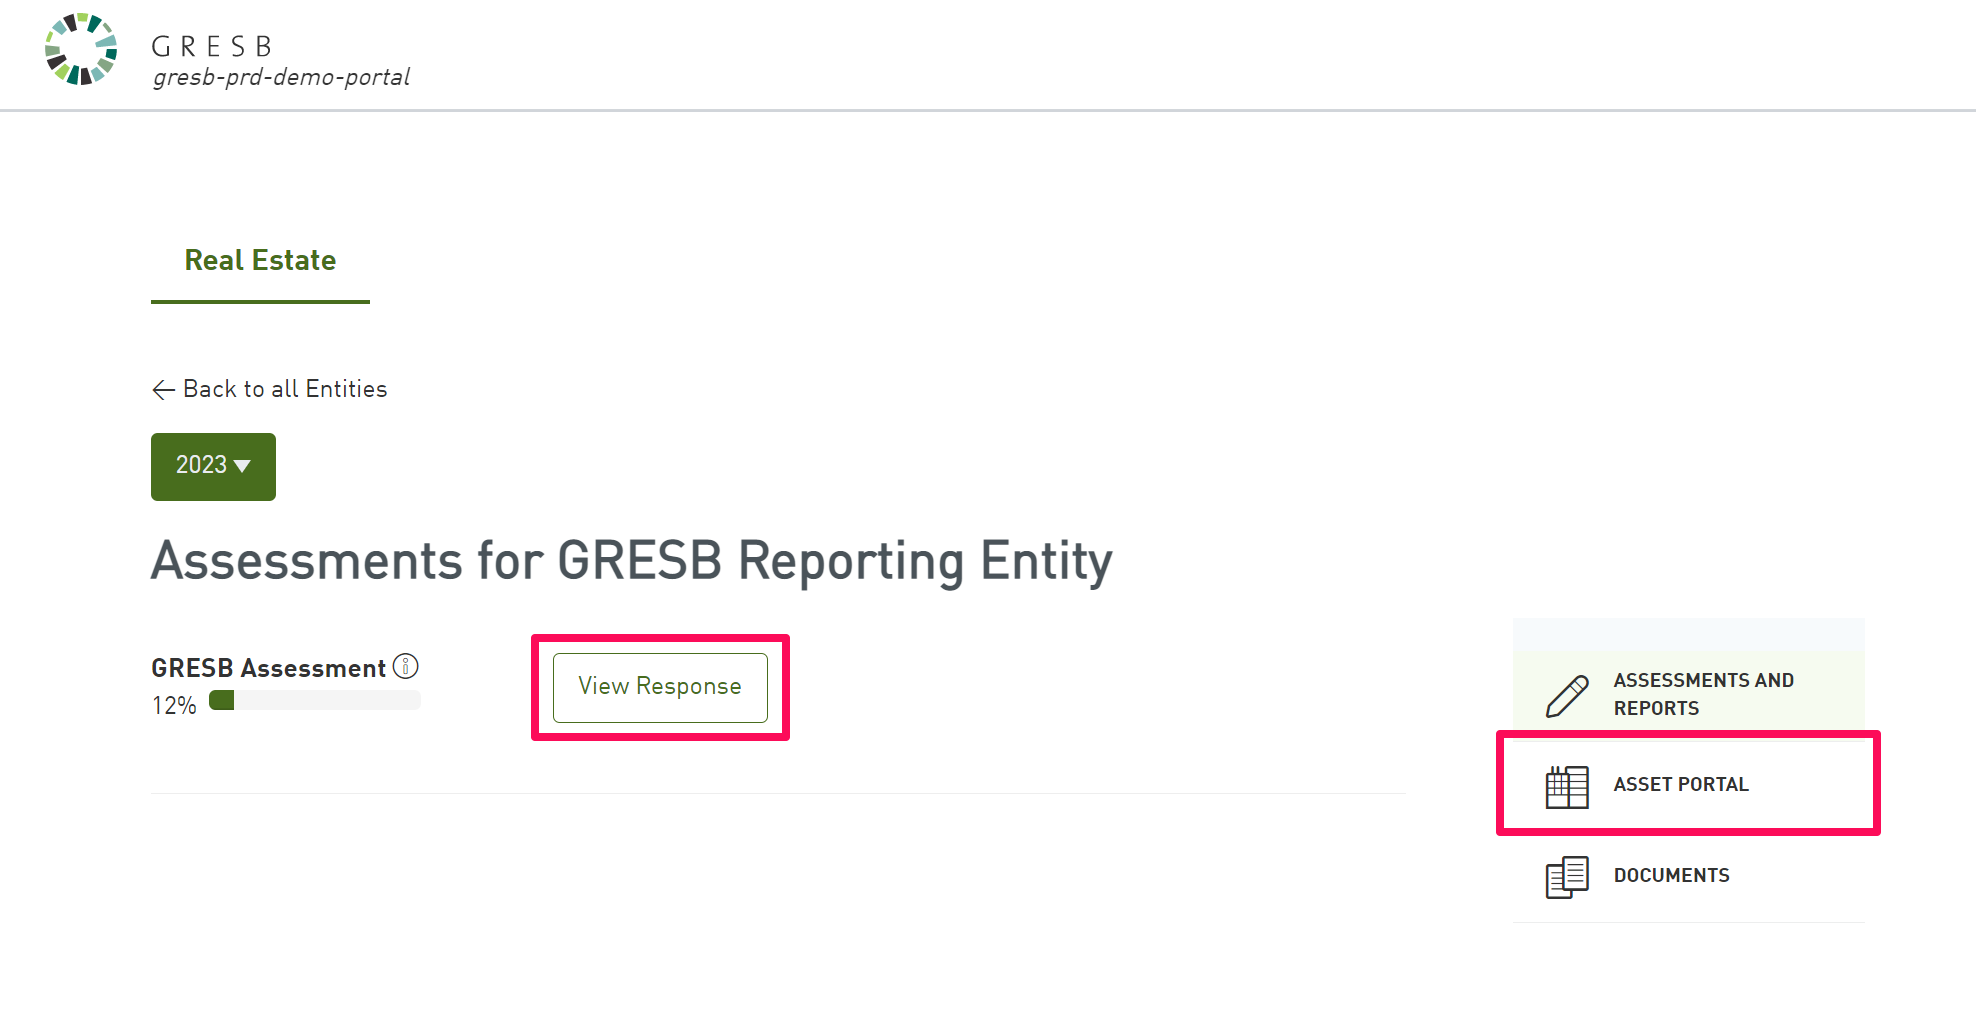 GRESB
gresb-prd-demo-portal
Real Estate
← Back to all Entities
2023 ▼
Assessments for GRESB Reporting Entity
GRESB Assessment
12%
View Response
ASSESSMENTS AND
REPORTS
ASSET PORTAL
DOCUMENTS